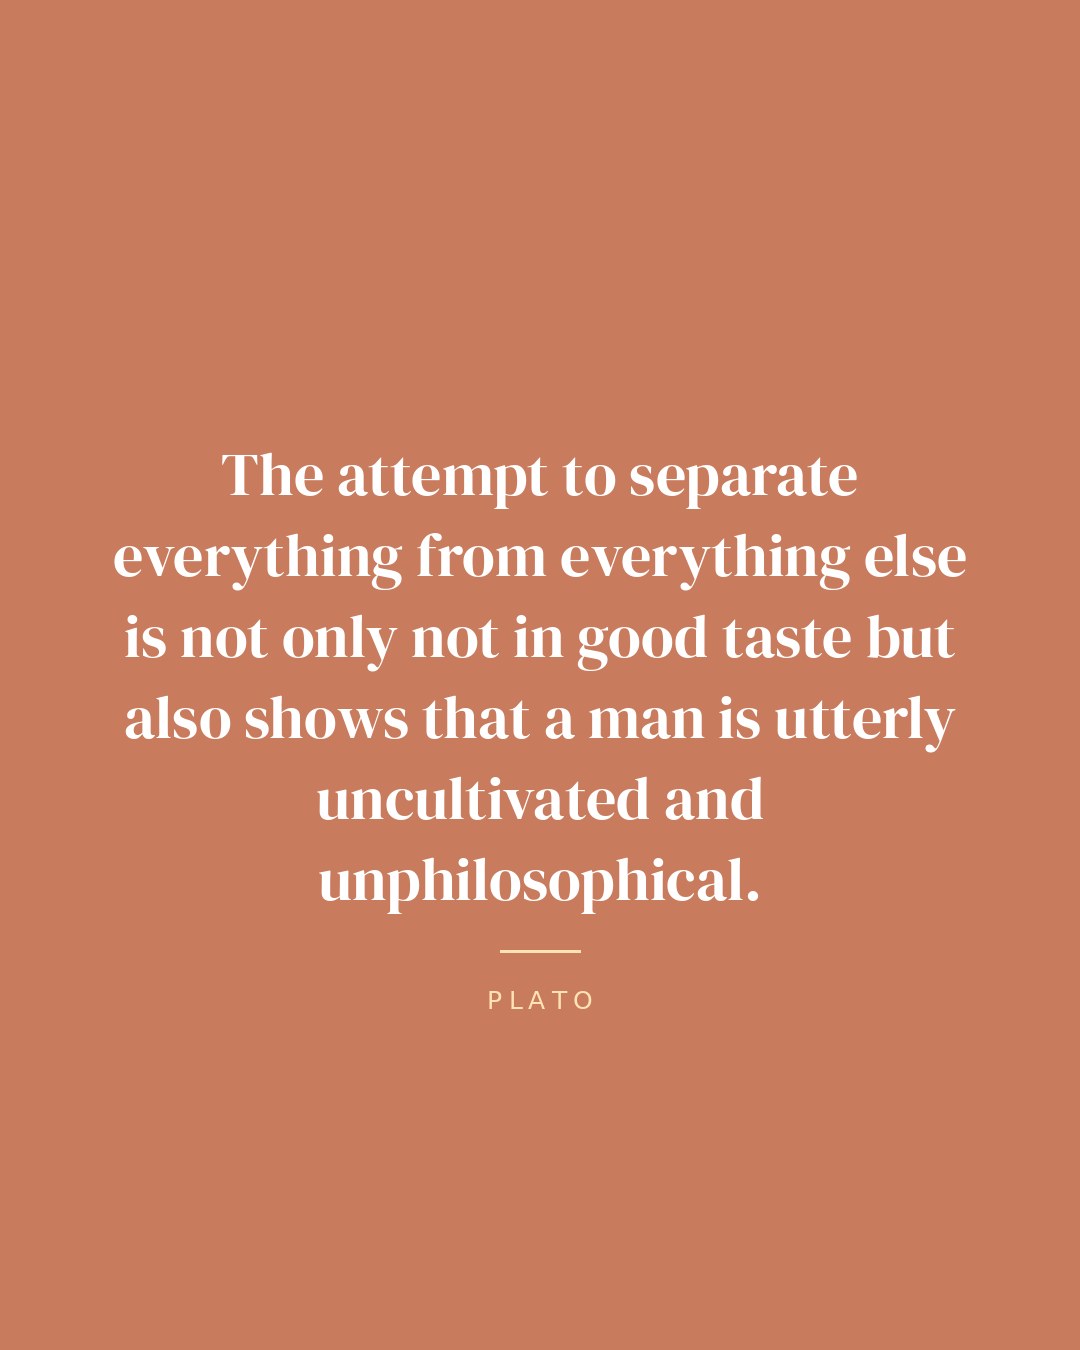 The attempt to separate
everything from everything else
is not only not in good taste but
also shows that a man is utterly
uncultivated and
unphilosophical.
PLATO